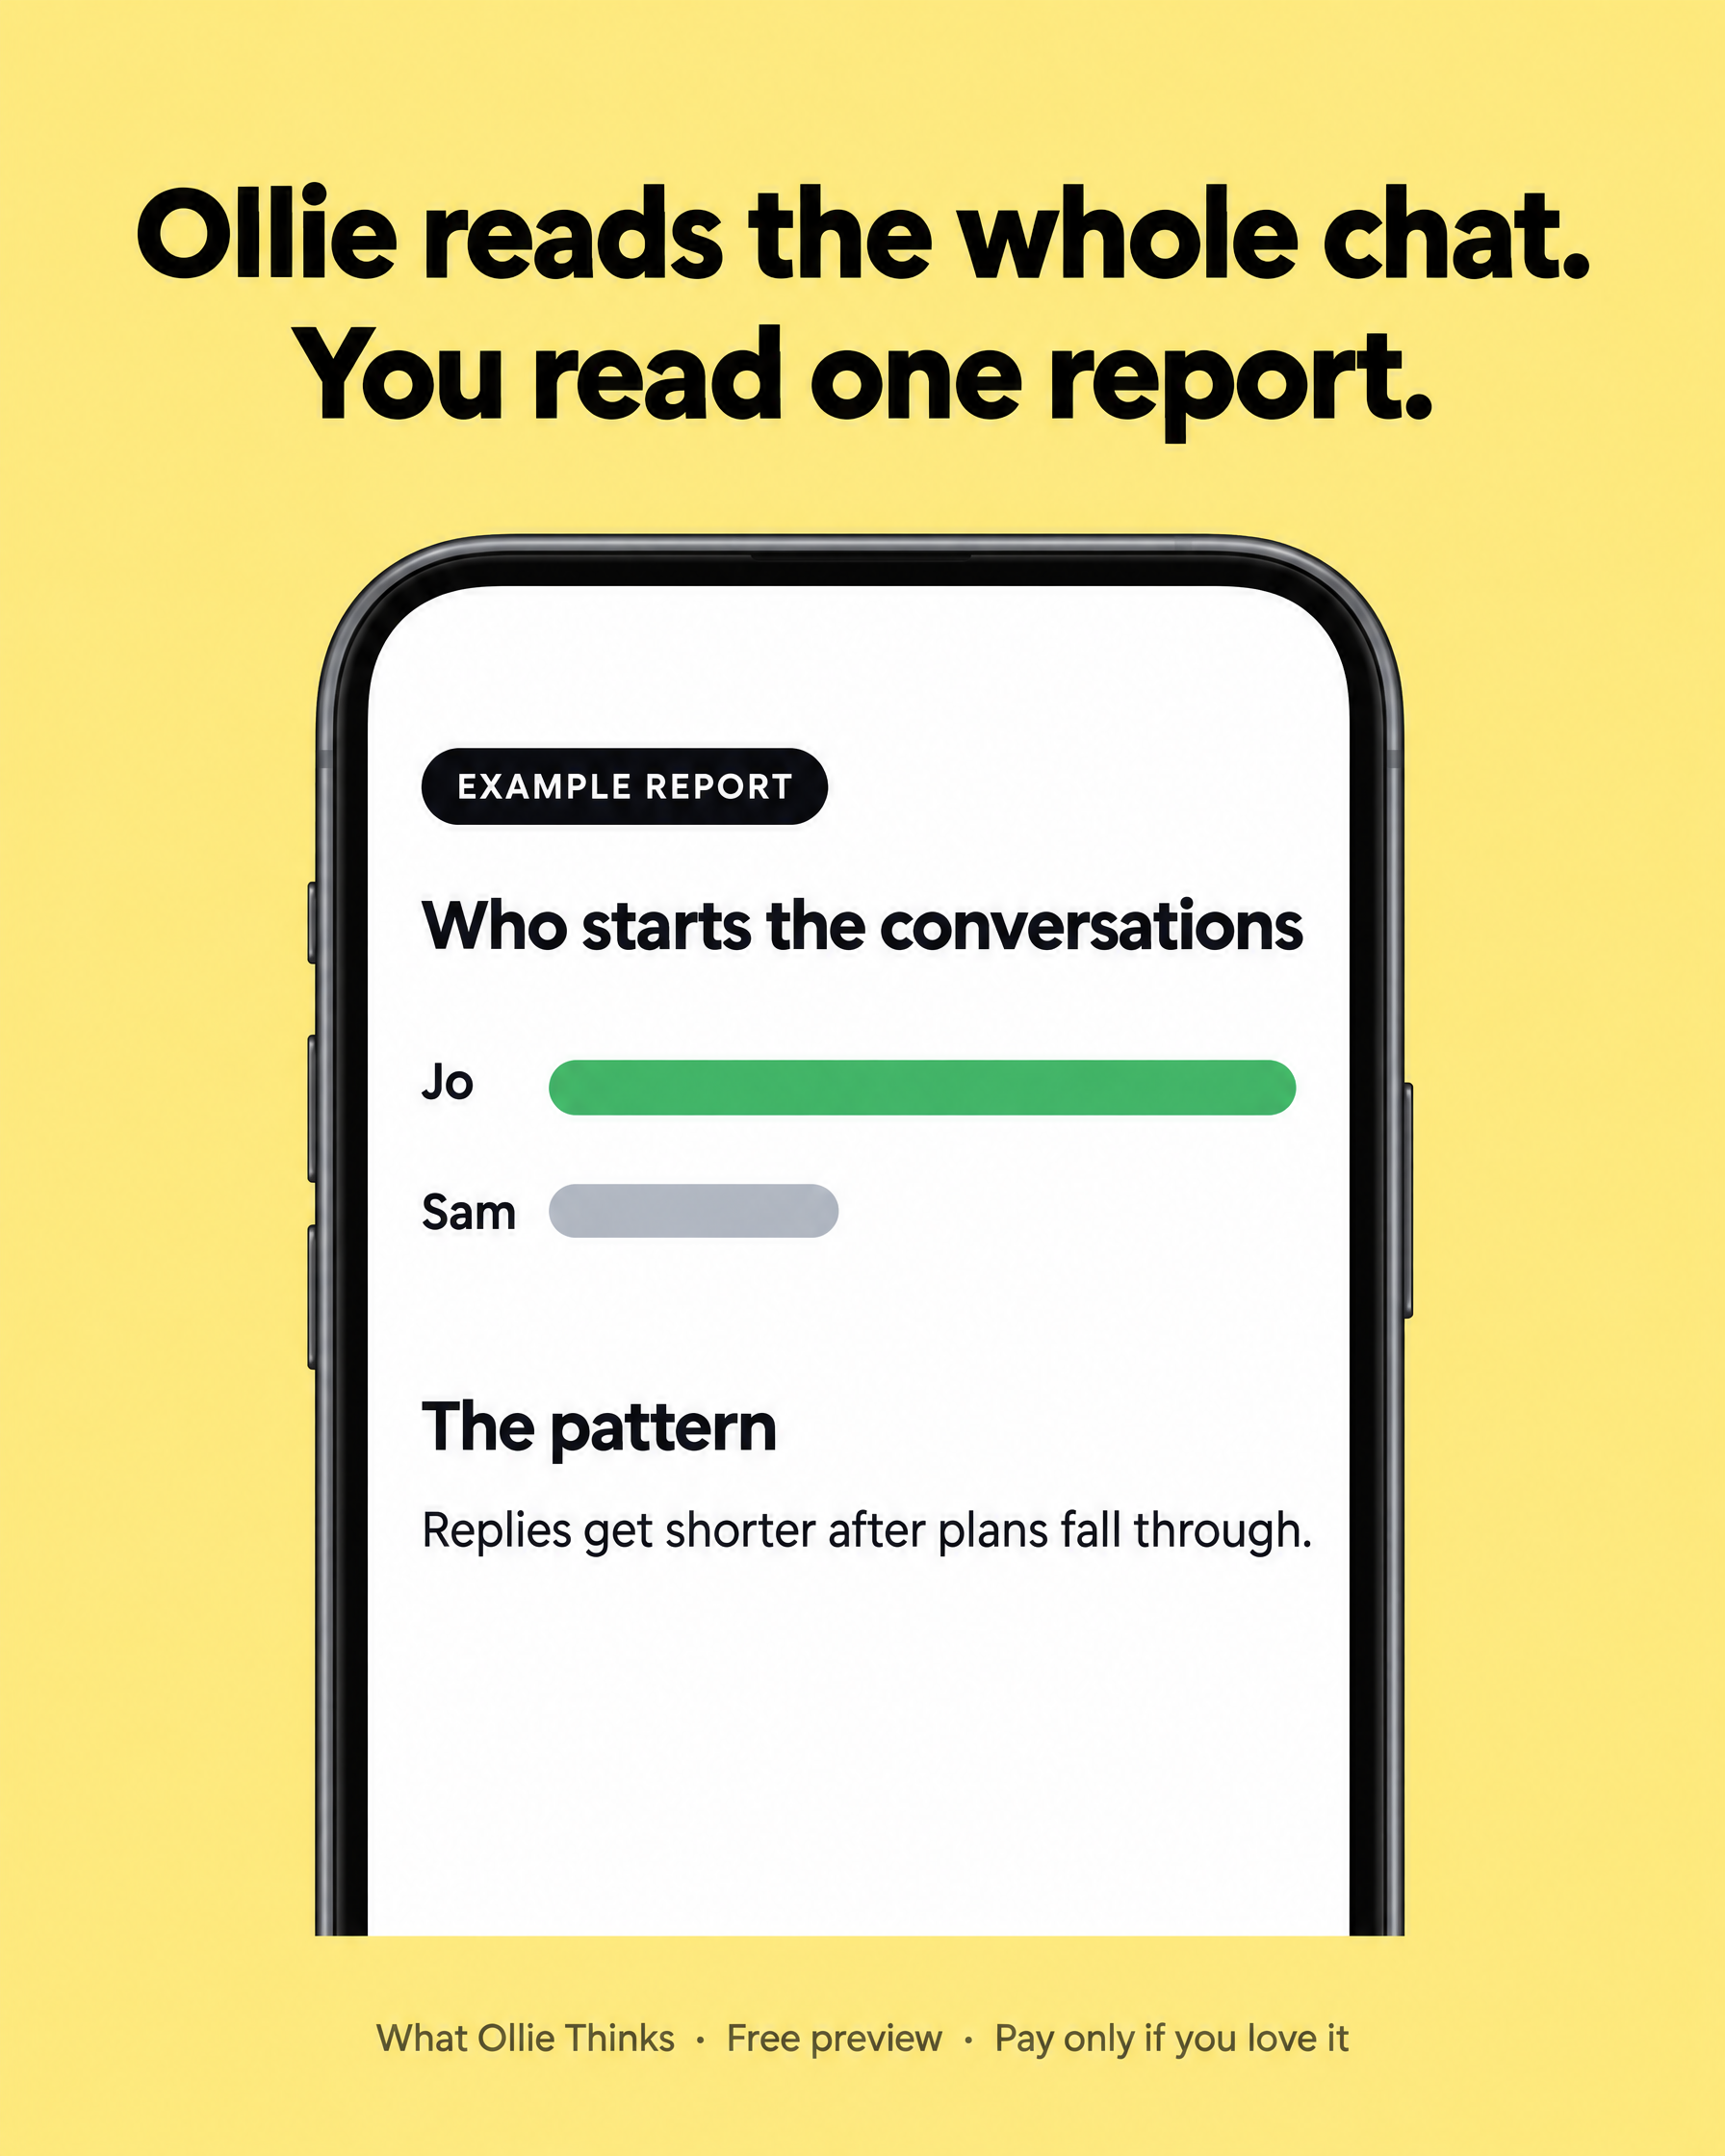 Ollie reads the whole chat.
You read one report.
EXAMPLE REPORT
Who starts the conversations
Jo
Sam
The pattern
Replies get shorter after plans fall through.
What Ollie Thinks • Free preview • Pay only if you love it